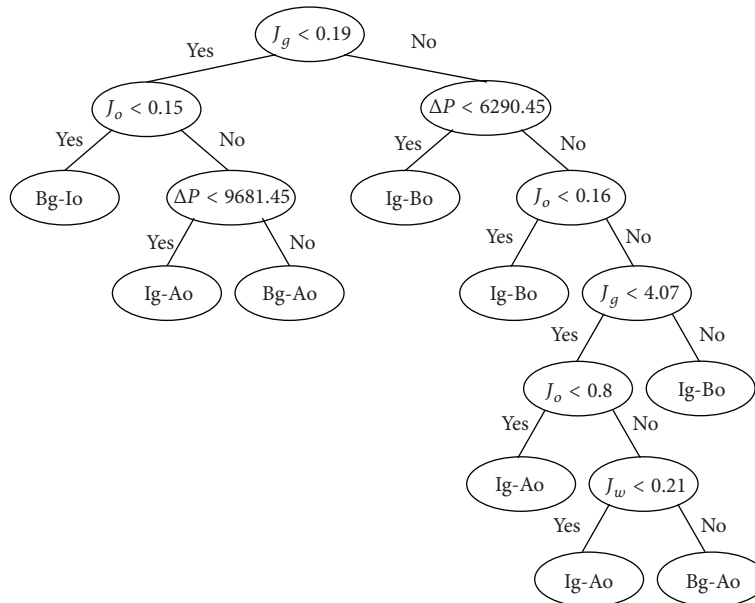 J_g < 0.19
Yes
No
J_o < 0.15
ΔP < 6290.45
Yes
No
Yes
No
Bg-Io
ΔP < 9681.45
Ig-Bo
J_o < 0.16
Yes
No
Yes
No
Ig-Ao
Bg-Ao
Ig-Bo
J_g < 4.07
Yes
No
J_o < 0.8
Ig-Bo
Yes
No
Ig-Ao
J_w < 0.21
Yes
No
Ig-Ao
Bg-Ao